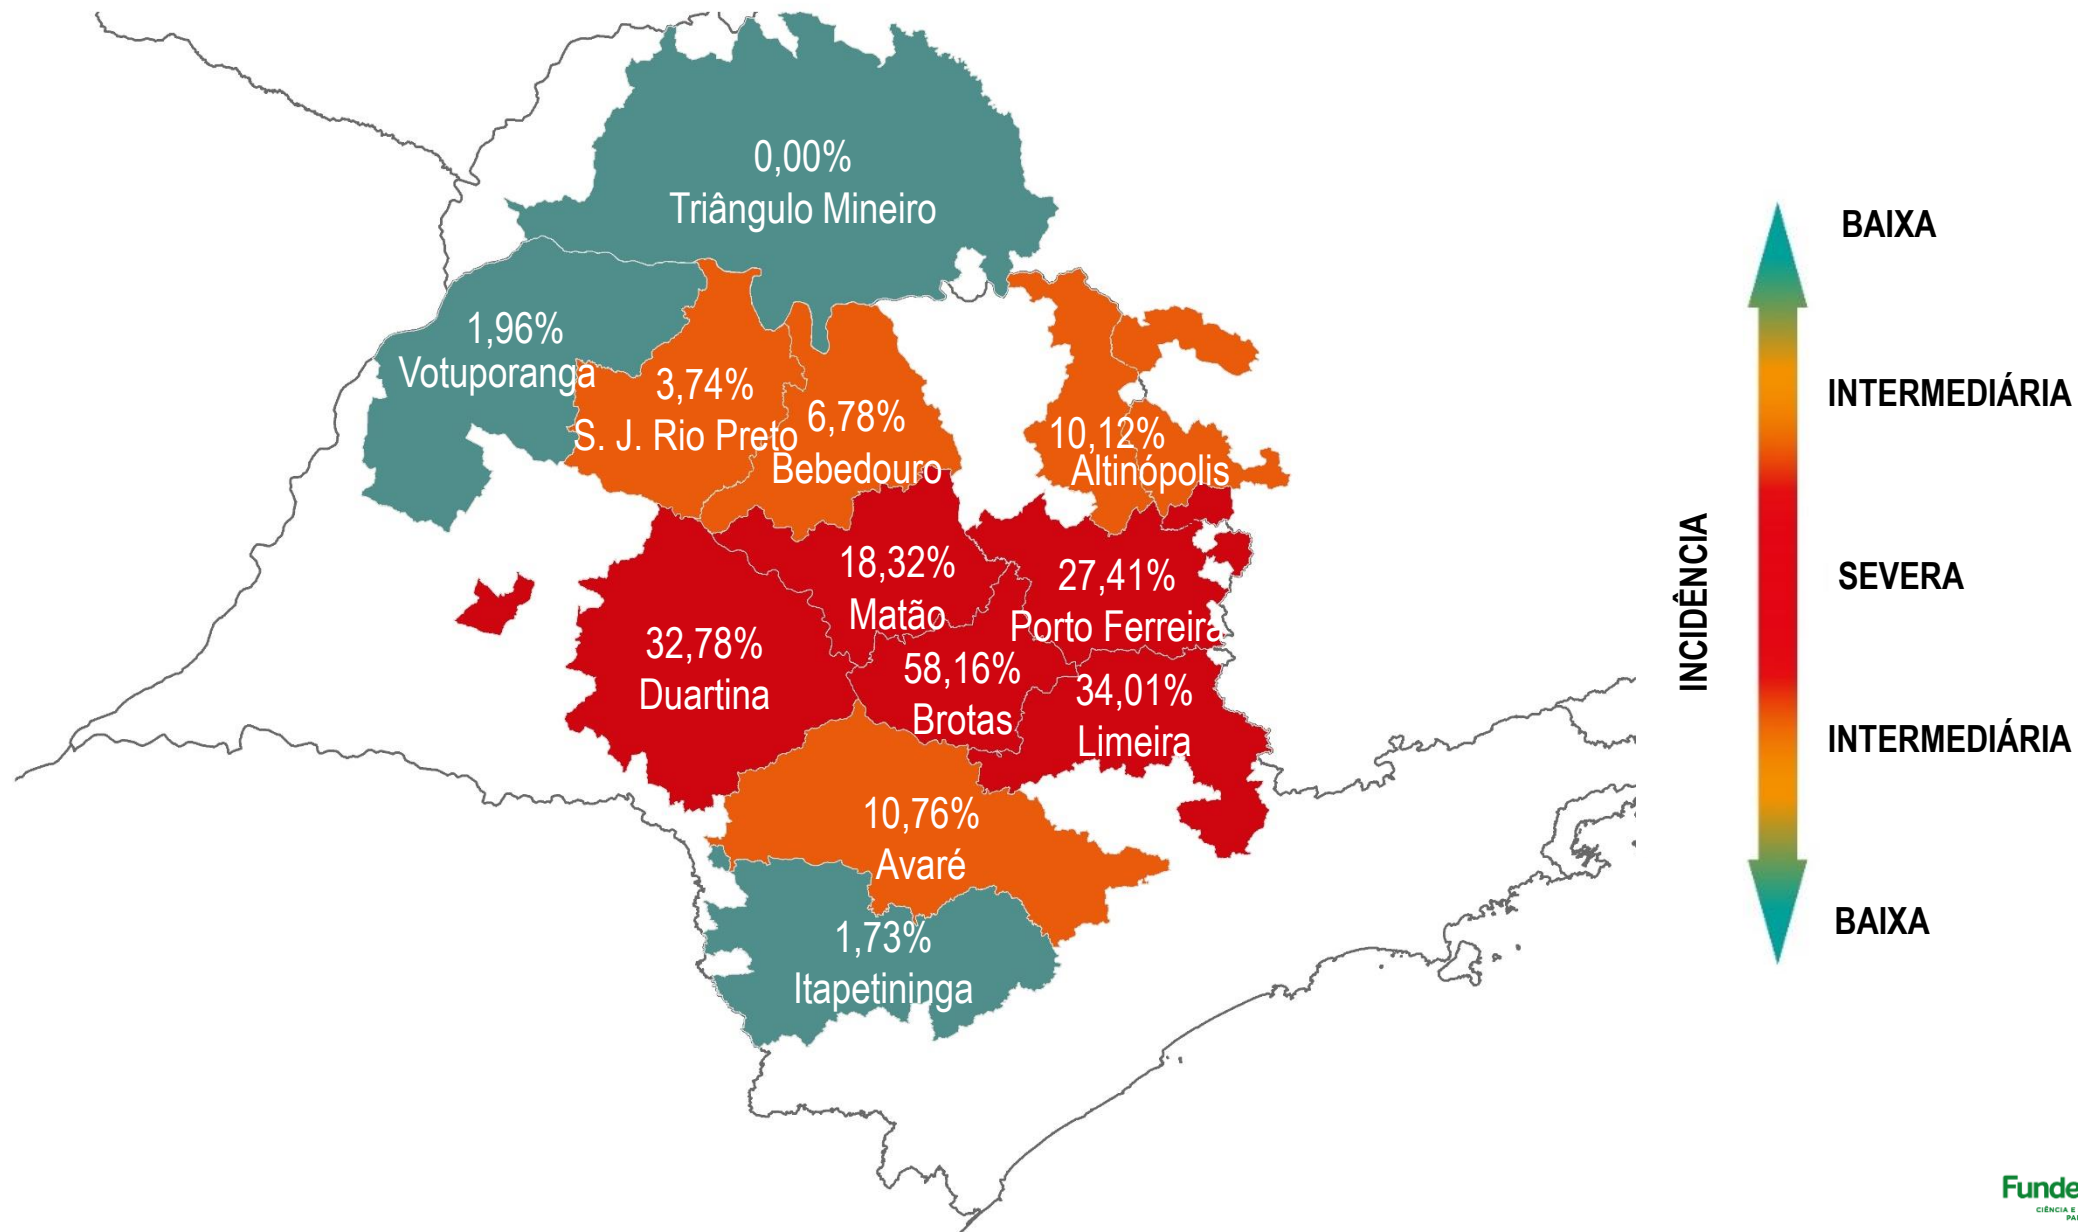 0,00%
Triângulo Mineiro
1,96%
Votuporanga
3,74%
S. J. Rio Preto
6,78%
Bebedouro
10,12%
Altinópolis
18,32%
Matão
27,41%
Porto Ferreira
32,78%
Duartina
58,16%
Brotas
34,01%
Limeira
10,76%
Avaré
1,73%
Itapetininga
INCIDÊNCIA
BAIXA
INTERMEDIÁRIA
SEVERA
INTERMEDIÁRIA
BAIXA
Funde
CIÊNCIA E
PA